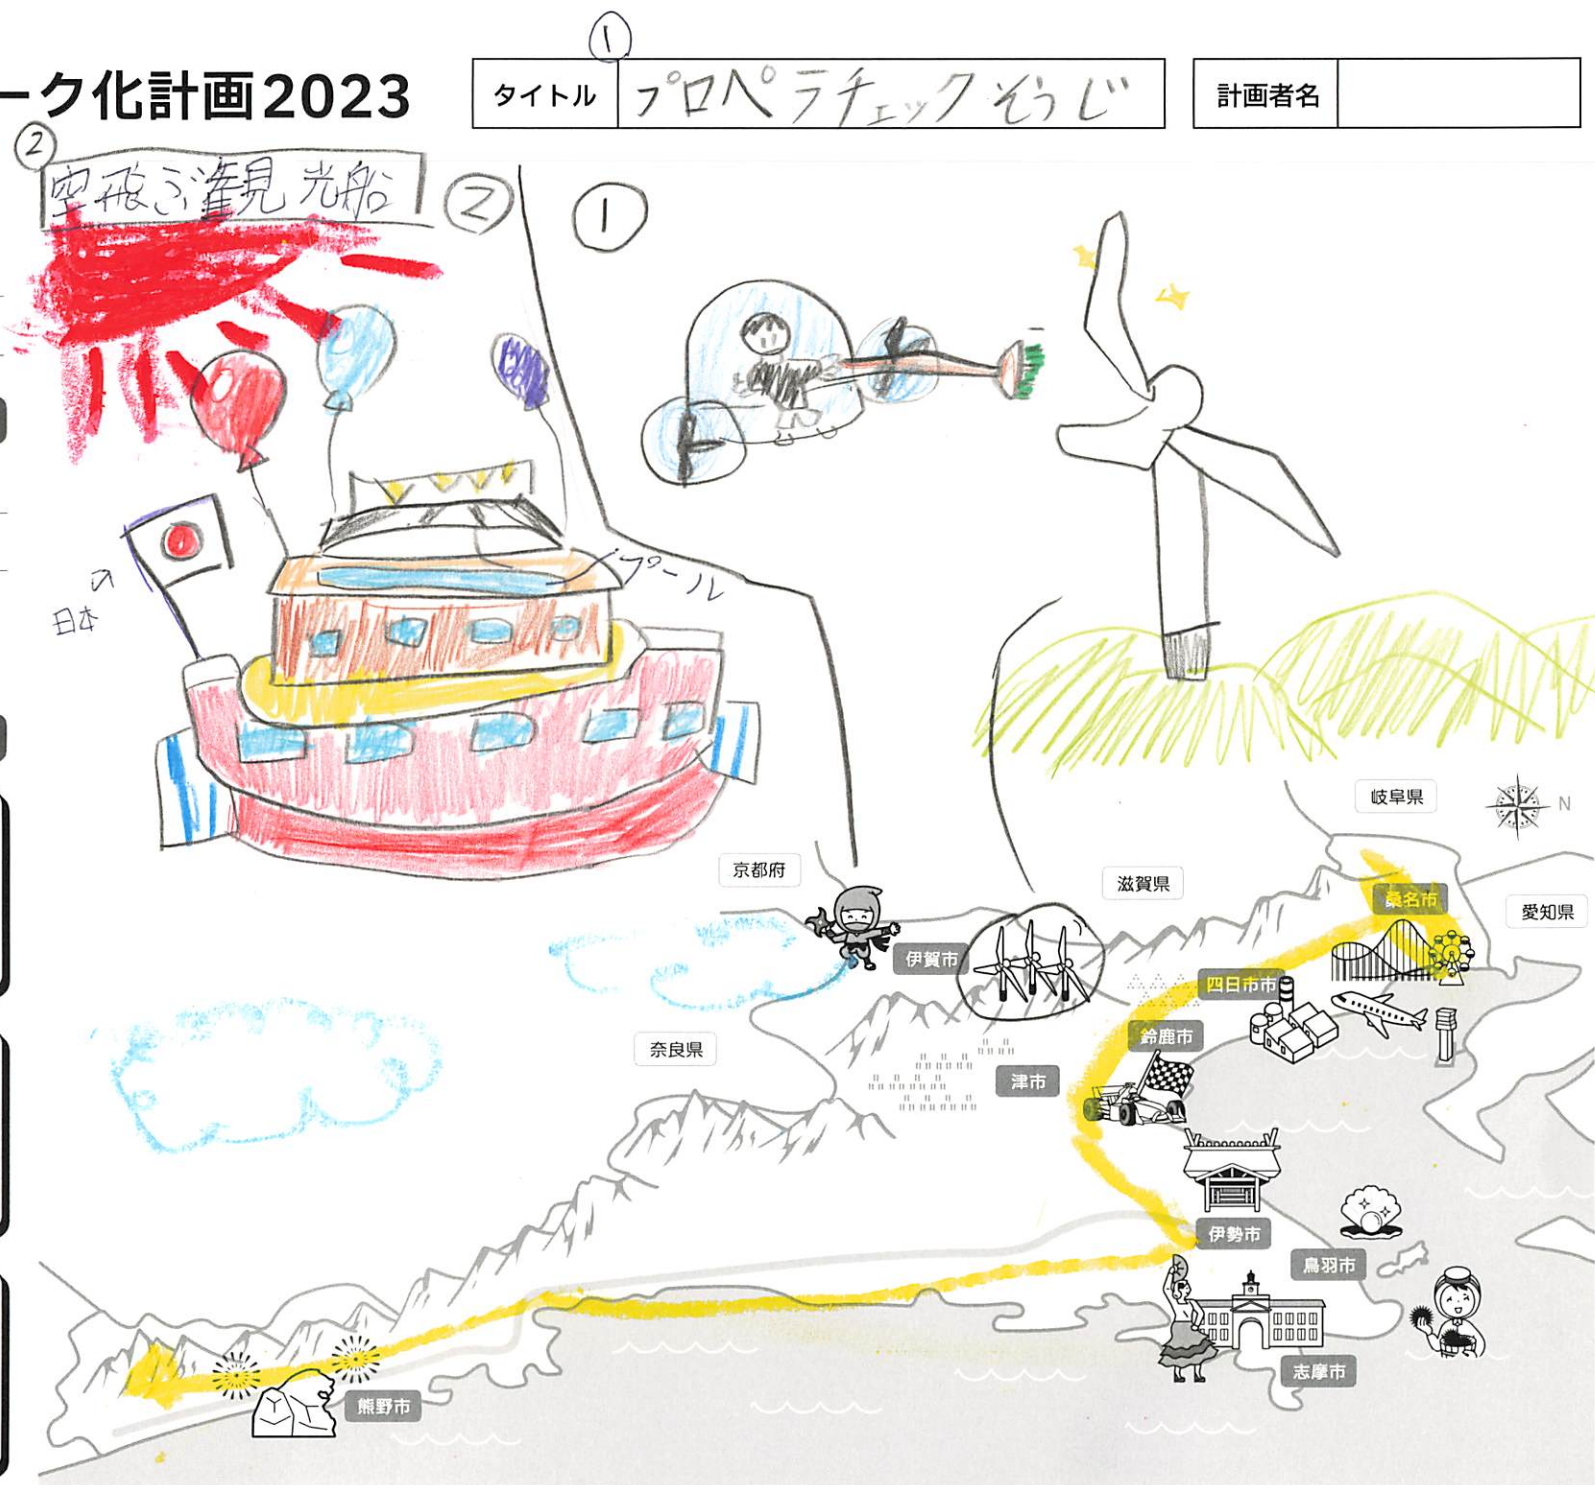 ①
ーク化計画2023
タイトル
プロペラチェックそうじ
計画者名
②
空飛ぶ観光船
②
①
プール
日本の
岐阜県
N
京都府
滋賀県
桑名市
愛知県
伊賀市
四日市市
鈴鹿市
奈良県
津市
伊勢市
鳥羽市
志摩市
熊野市